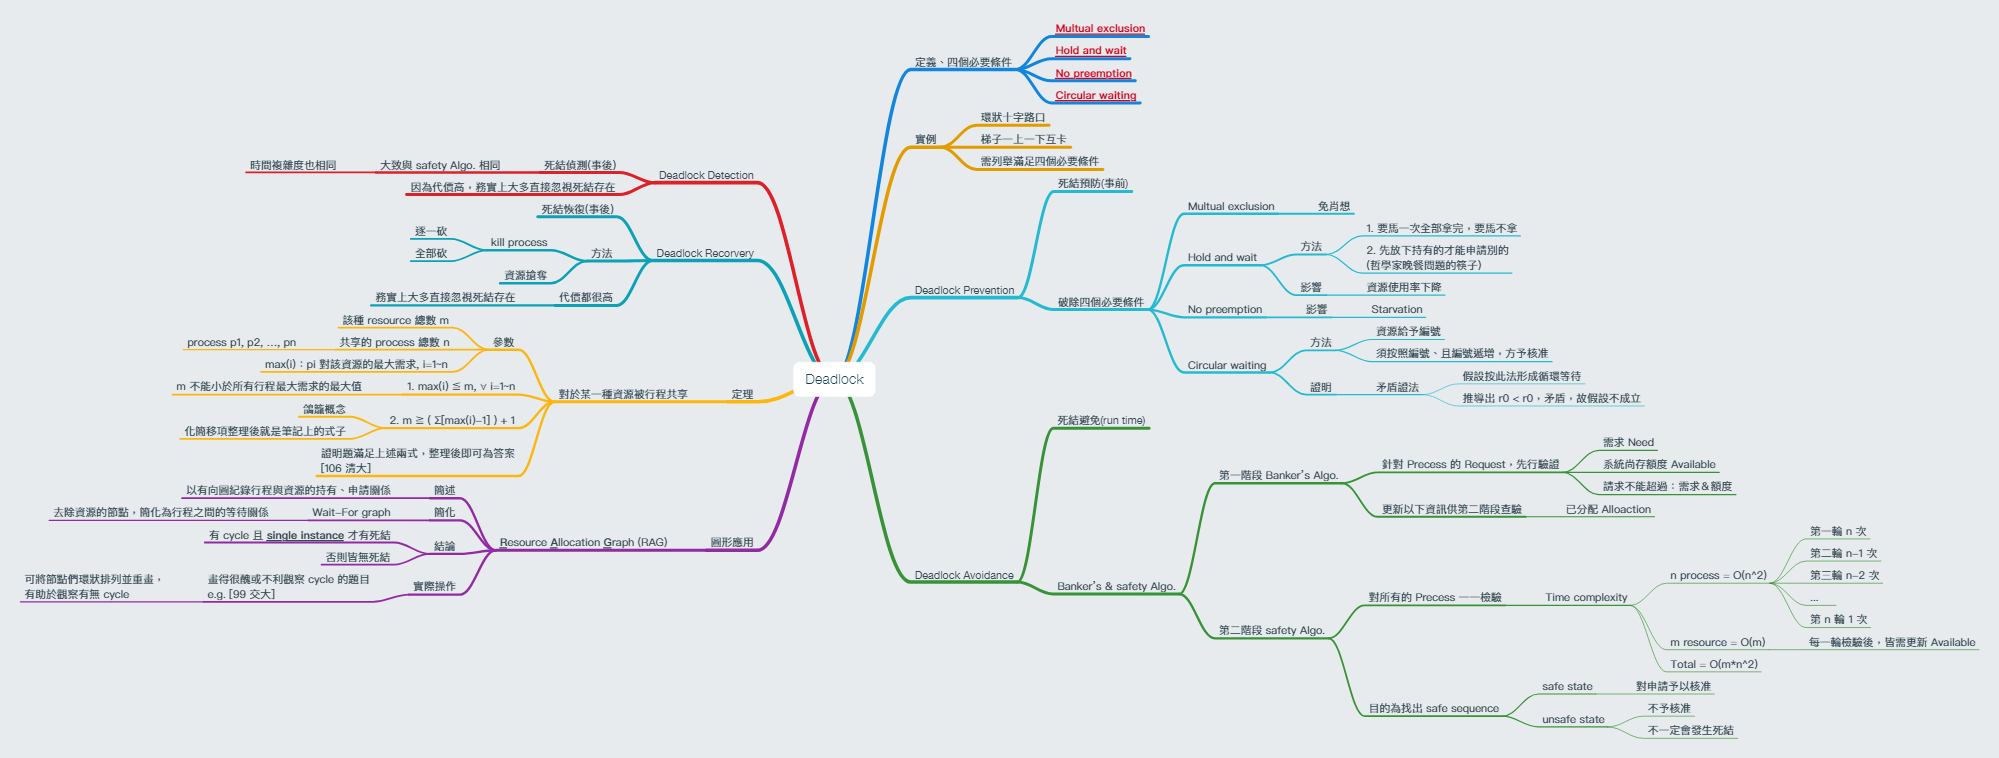 Deadlock
定義、四個必要條件
Multual exclusion
Hold and wait
No preemption
Circular waiting
實例
環狀十字路口
梯子一上一下互卡
需列舉滿足四個必要條件
Deadlock Prevention
死結預防(事前)
破除四個必要條件
Multual exclusion
免肖想
Hold and wait
方法
1. 要馬一次全部拿完，要馬不拿
2. 先放下持有的才能申請別的
(哲學家晚餐問題的筷子)
影響
資源使用率下降
No preemption
影響
Starvation
Circular waiting
方法
資源給予編號
須按照編號、且編號遞增，方予核准
證明
矛盾證法
假設按此法形成循環等待
推導出 r0 < r0，矛盾，故假設不成立
Deadlock Avoidance
死結避免(run time)
Banker's & safety Algo.
第一階段 Banker's Algo.
針對 Precess 的 Request，先行驗證
需求 Need
系統尚存額度 Available
請求不能超過：需求＆額度
更新以下資訊供第二階段查驗
已分配 Alloaction
第二階段 safety Algo.
對所有的 Precess 一一檢驗
Time complexity
n process = O(n^2)
第一輪 n 次
第二輪 n-1 次
第三輪 n-2 次
...
第 n 輪 1 次
m resource = O(m)
每一輪檢驗後，皆需更新 Available
Total = O(m*n^2)
目的為找出 safe sequence
safe state
對申請予以核准
unsafe state
不予核准
不一定會發生死結
Deadlock Detection
死結偵測(事後)
大致與 safety Algo. 相同
時間複雜度也相同
因為代價高，務實上大多直接忽視死結存在
Deadlock Recorvery
死結恢復(事後)
方法
kill process
逐一砍
全部砍
資源搶奪
代價都很高
務實上大多直接忽視死結存在
定理
對於某一種資源被行程共享
參數
該種 resource 總數 m
共享的 process 總數 n
process p1, p2, ..., pn
max(i)：pi 對該資源的最大需求, i=1~n
1. max(i) ≦ m, ∀ i=1~n
m 不能小於所有行程最大需求的最大值
2. m ≧ ( Σ[max(i)-1] ) + 1
鴿籠概念
化簡移項整理後就是筆記上的式子
證明題滿足上述兩式，整理後即可為答案
[106 清大]
圖形應用
Resource Allocation Graph (RAG)
簡述
以有向圖紀錄行程與資源的持有、申請關係
簡化
Wait-For graph
去除資源的節點，簡化為行程之間的等待關係
結論
有 cycle 且 single instance 才有死結
否則皆無死結
實際操作
畫得很醜或不利觀察 cycle 的題目
e.g. [99 交大]
可將節點們環狀排列並重畫，
有助於觀察有無 cycle